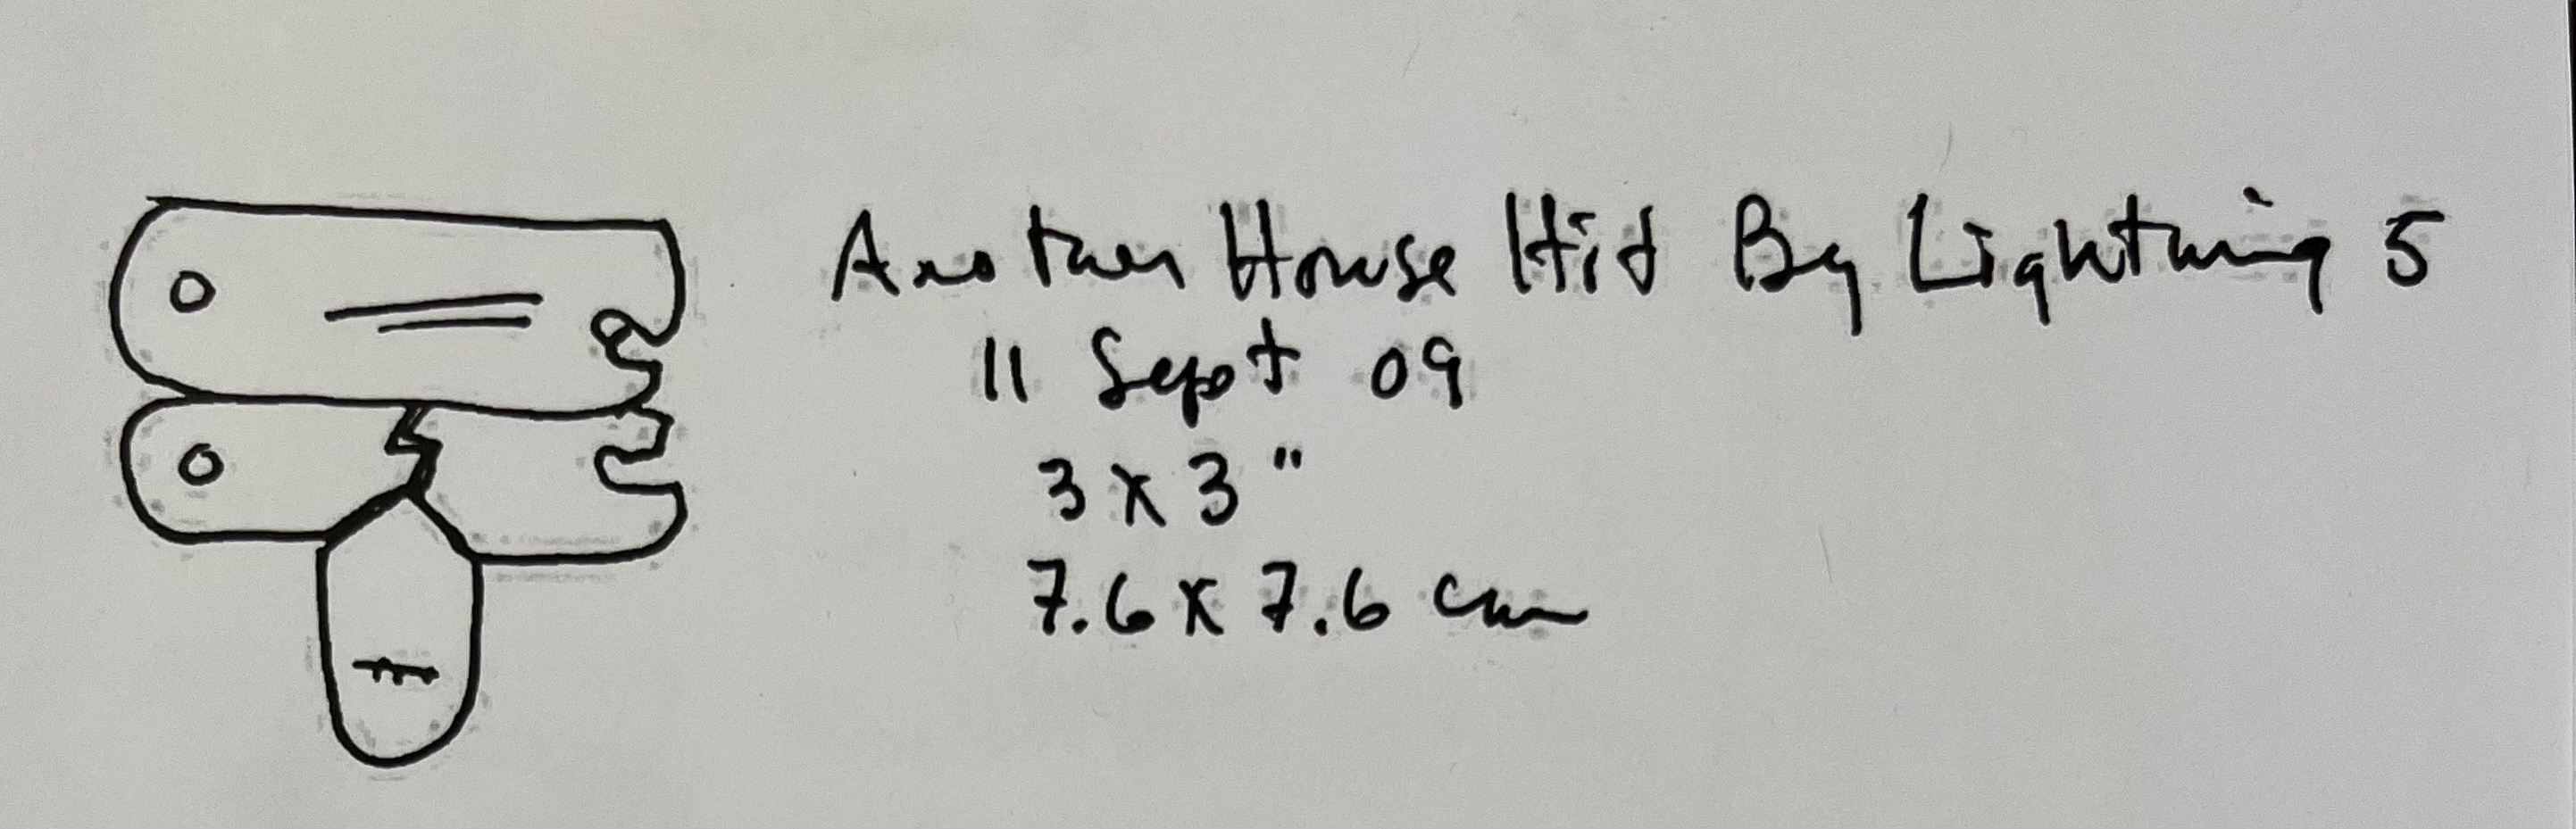 Another House Hit By Lightning 5
11 Sept 09
3 x 3"
7.6 x 7.6 cm